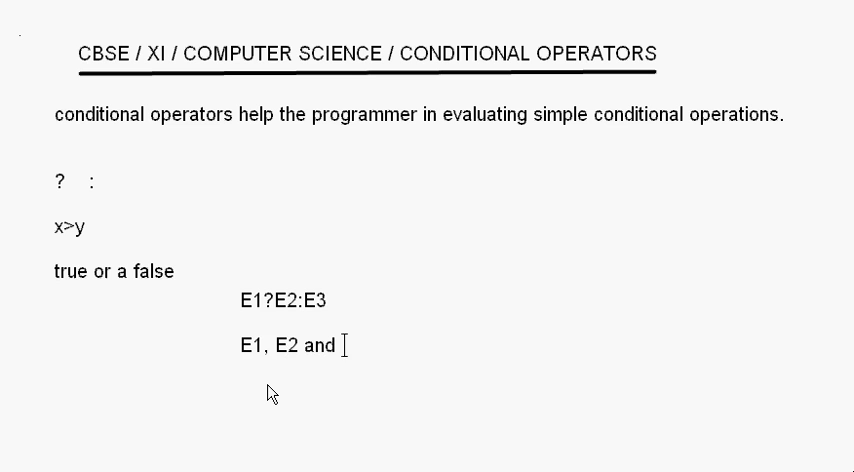 CBSE / XI / COMPUTER SCIENCE / CONDITIONAL OPERATORS
conditional operators help the programmer in evaluating simple conditional operations.
? :
x>y
true or a false
E1?E2:E3
E1, E2 and